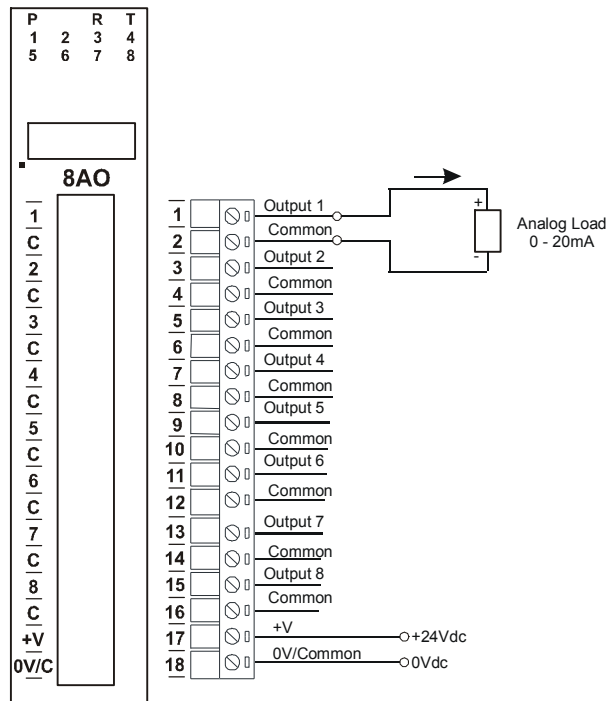 P R T
1 2 3 4
5 6 7 8
8AO
1
C
2
C
3
C
4
C
5
C
6
C
7
C
8
C
+V
0V/C
1 Output 1
2 Common
3 Output 2
4 Common
5 Output 3
6 Common
7 Output 4
8 Common
9 Output 5
10 Common
11 Output 6
12 Common
13 Output 7
14 Common
15 Output 8
16 Common
17 +V +24Vdc
18 0V/Common 0Vdc
+
-
Analog Load
0 - 20mA